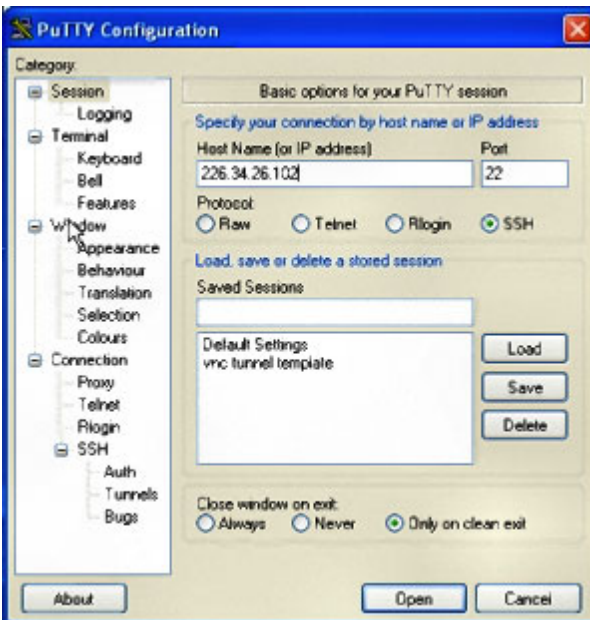 PuTTY Configuration
Category:
Session
Logging
Terminal
Keyboard
Bell
Features
Window
Appearance
Behaviour
Translation
Selection
Colours
Connection
Proxy
Telnet
Rlogin
SSH
Auth
Tunnels
Bugs
Basic options for your PuTTY session
Specify your connection by host name or IP address
Host Name (or IP address) Port
226.34.26.102 22
Protocol:
Raw Telnet Rlogin SSH
Load, save or delete a stored session
Saved Sessions
Default Settings
vnc tunnel template
Load
Save
Delete
Close window on exit:
Always Never Only on clean exit
About Open Cancel